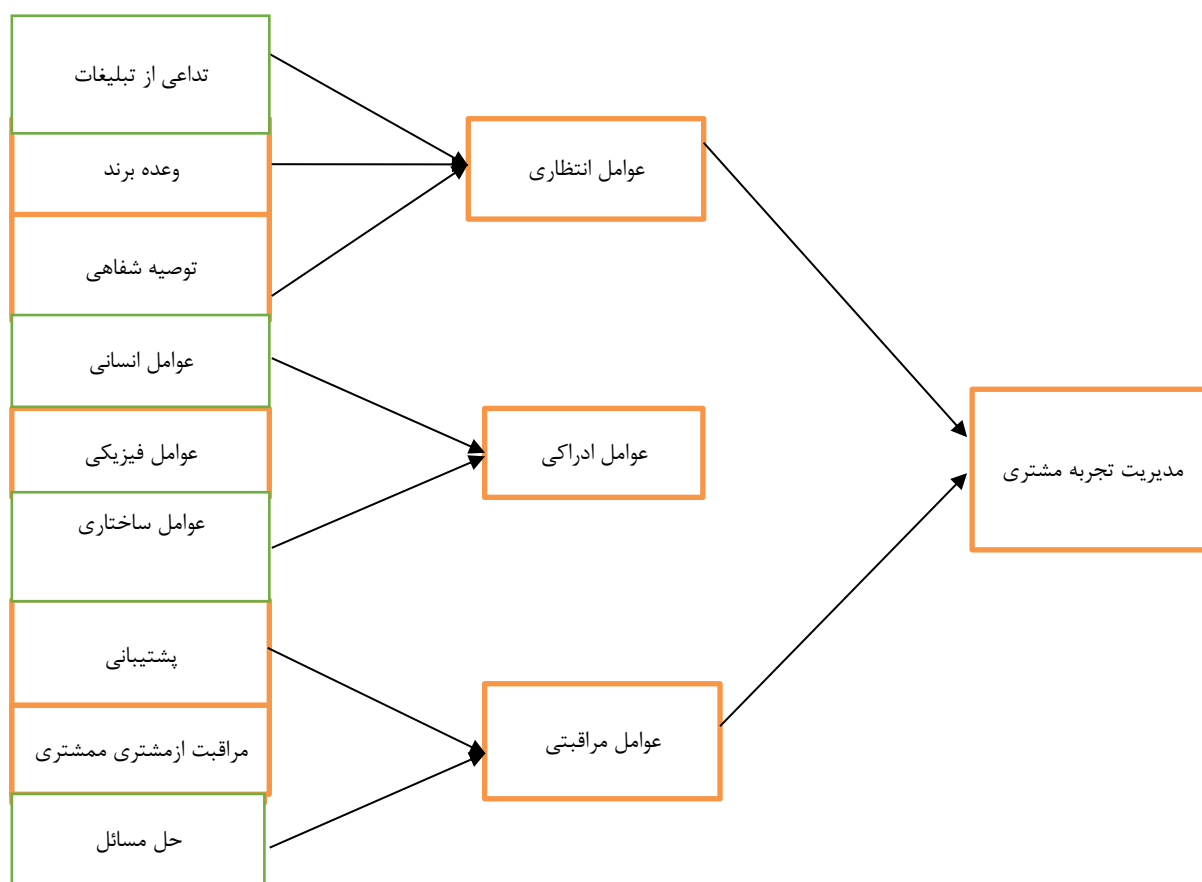 تداعی از تبلیغات
وعده برند
توصیه شفاهی
عوامل انسانی
عوامل فیزیکی
عوامل ساختاری
پشتیبانی
مراقبت ازمشتری ممشتری
حل مسائل
عوامل انتظاری
عوامل ادراکی
عوامل مراقبتی
مدیریت تجربه مشتری